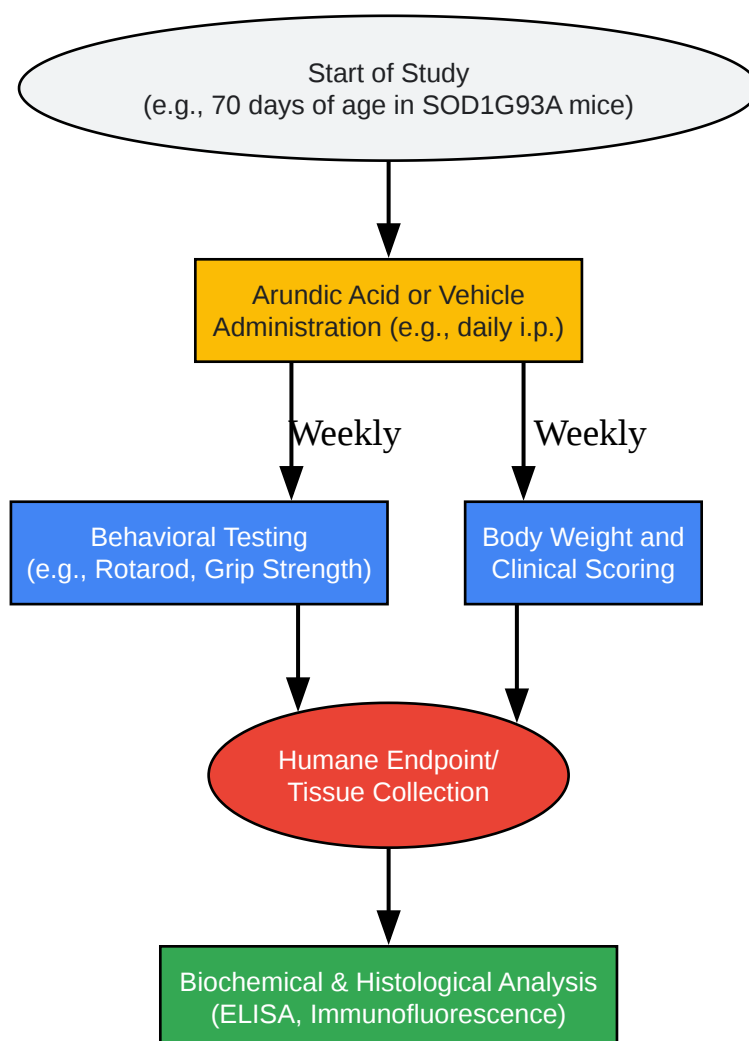 Start of Study
(e.g., 70 days of age in SOD1G93A mice)
Arundic Acid or Vehicle
Administration (e.g., daily i.p.)
Weekly
Weekly
Behavioral Testing
(e.g., Rotarod, Grip Strength)
Body Weight and
Clinical Scoring
Humane Endpoint/
Tissue Collection
Biochemical & Histological Analysis
(ELISA, Immunofluorescence)